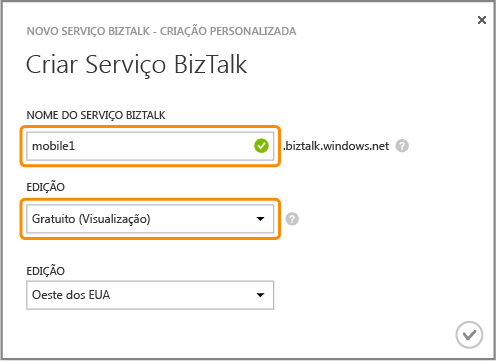 NOVO SERVIÇO BIZTALK - CRIAÇÃO PERSONALIZADA
Criar Serviço BizTalk
NOME DO SERVIÇO BIZTALK
mobile1 .biztalk.windows.net ?
EDIÇÃO
Gratuito (Visualização) ?
EDIÇÃO
Oeste dos EUA